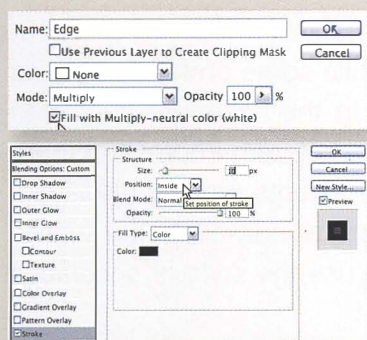 Name: Edge
OK
Use Previous Layer to Create Clipping Mask
Cancel
Color: None
Mode: Multiply Opacity 100 %
Fill with Multiply-neutral color (white)
Styles
Blending Options: Custom
Drop Shadow
Inner Shadow
Outer Glow
Inner Glow
Bevel and Emboss
Contour
Texture
Satin
Color Overlay
Gradient Overlay
Pattern Overlay
Stroke
Stroke
Structure
Size: px
Position: Inside
Blend Mode: Normal
Set position of stroke
Opacity: 100 %
Fill Type: Color
Color:
OK
Cancel
New Style...
Preview